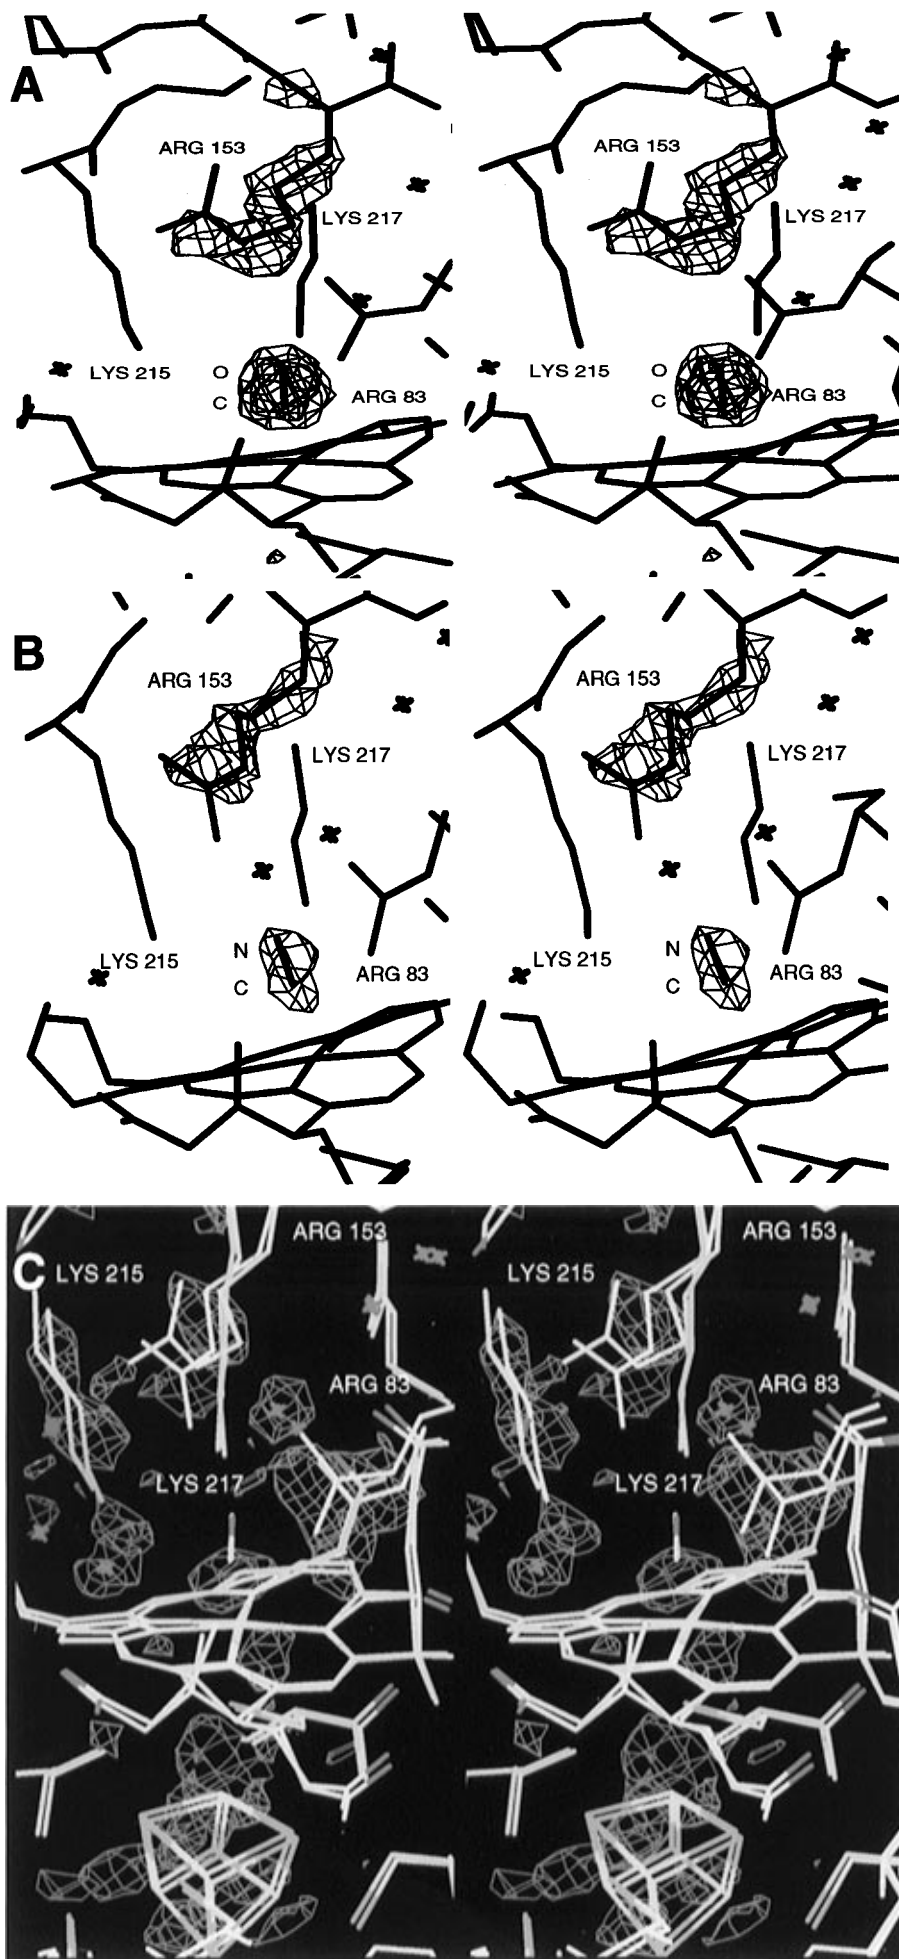 A
ARG 153 ARG 153
LYS 217 LYS 217
LYS 215 O LYS 215 O
C ARG 83 C ARG 83
B
ARG 153 ARG 153
LYS 217 LYS 217
N N
LYS 215 ARG 83 LYS 215 ARG 83
C C
ARG 153 ARG 153
C LYS 215 LYS 215
ARG 83 ARG 83
LYS 217 LYS 217